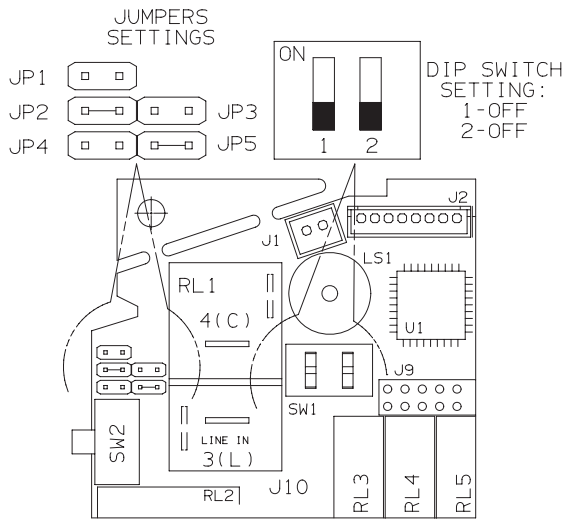 JUMPERS
SETTINGS
ON
JP1
JP2
JP3
JP4
JP5
1 2
DIP SWITCH
SETTING:
1-OFF
2-OFF
J2
J1
LS1
RL1
4(C)
U1
J9
SW1
SW2
LINE IN
3(L)
RL2
J10
RL3
RL4
RL5